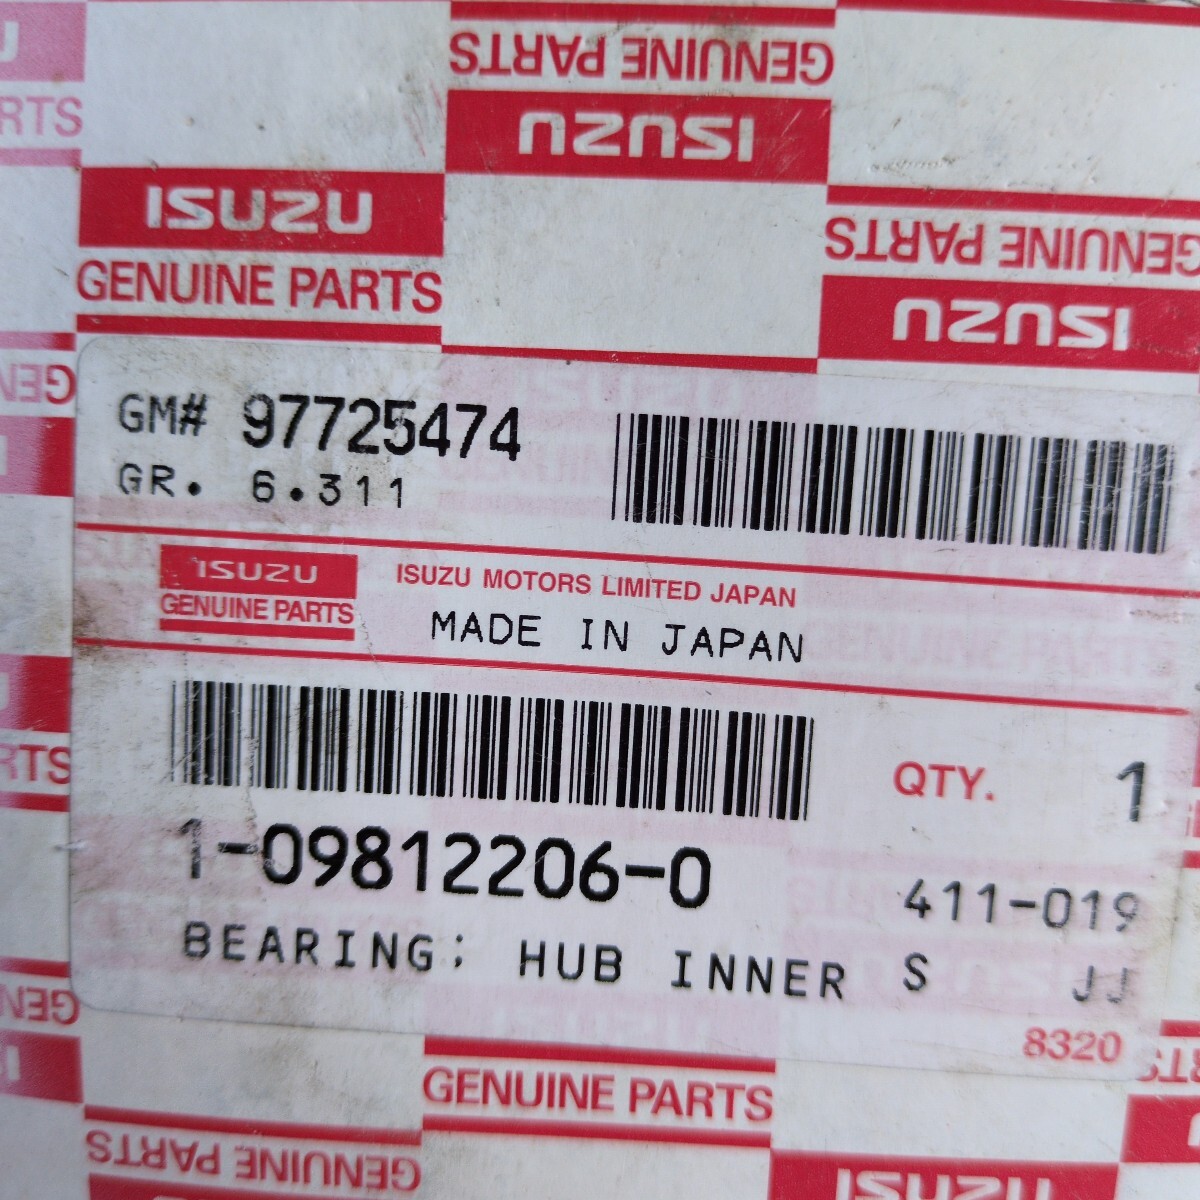 GENUINE PARTS
ISUZU
ISUZU
GENUINE PARTS
GENUINE PARTS
ISUZU
GM# 97725474
GR. 6.311
ISUZU
GENUINE PARTS
ISUZU MOTORS LIMITED JAPAN
MADE IN JAPAN
QTY. 1
1-09812206-0
411-019
BEARING; HUB INNER S JJ
8320
GENUINE PARTS
GENUINE PARTS
ISUZU